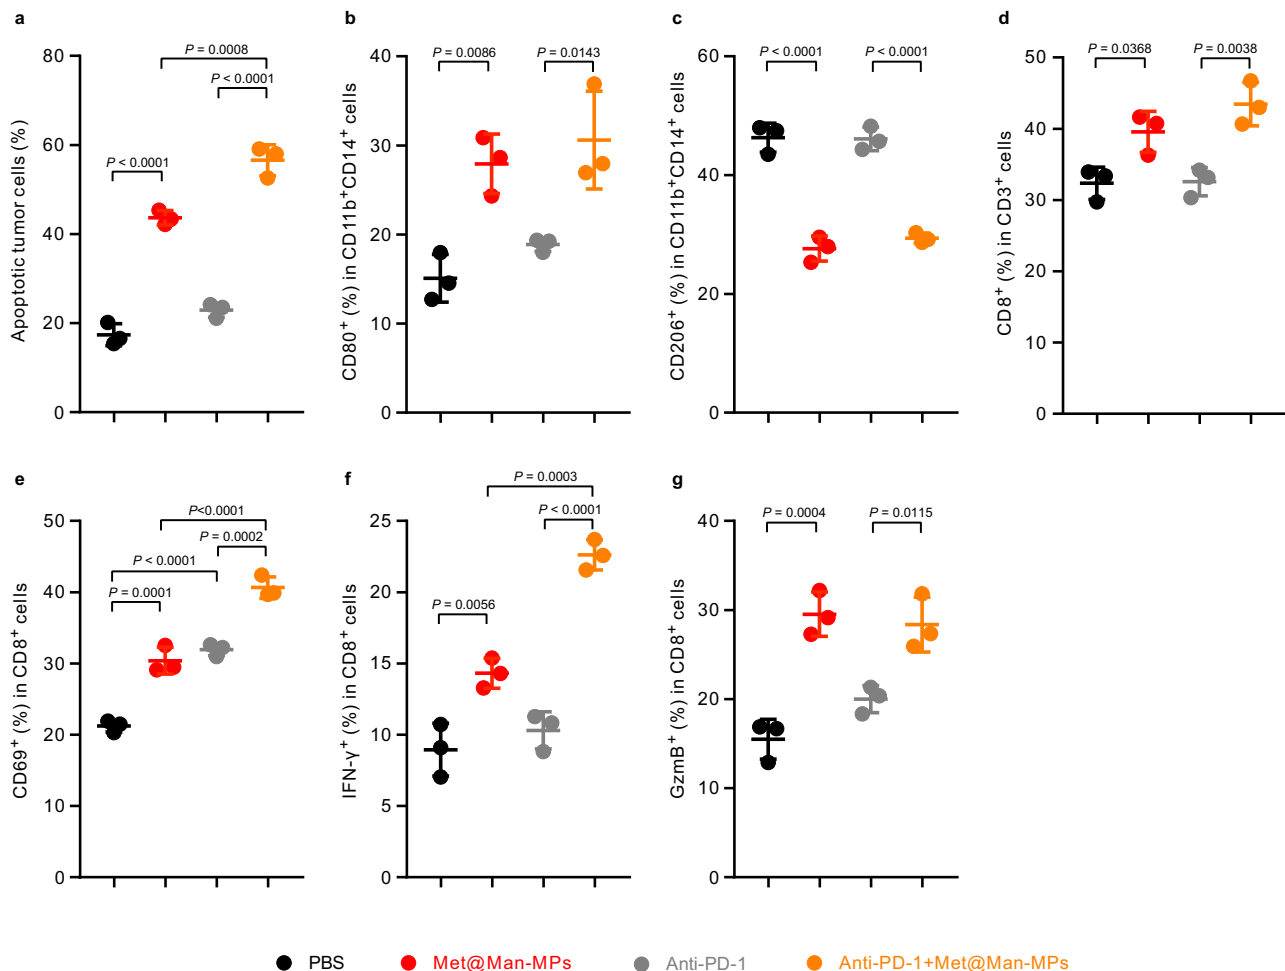 a
Apoptotic tumor cells (%)
80
60
40
20
0
P < 0.0001
P = 0.0008
P < 0.0001
b
CD80⁺ (%) in CD11b⁺CD14⁺ cells
40
30
20
10
0
P = 0.0086
P = 0.0143
c
CD206⁺ (%) in CD11b⁺CD14⁺ cells
60
40
20
0
P < 0.0001
P < 0.0001
d
CD8⁺ (%) in CD3⁺ cells
50
40
30
20
10
0
P = 0.0368
P = 0.0038
e
CD69⁺ (%) in CD8⁺ cells
50
40
30
20
10
0
P<0.0001
P = 0.0002
P < 0.0001
P = 0.0001
f
IFN-γ⁺ (%) in CD8⁺ cells
25
20
15
10
5
0
P = 0.0003
P < 0.0001
P = 0.0056
g
GzmB⁺ (%) in CD8⁺ cells
40
30
20
10
0
P = 0.0004
P = 0.0115
PBS
Met@Man-MPs
Anti-PD-1
Anti-PD-1+Met@Man-MPs